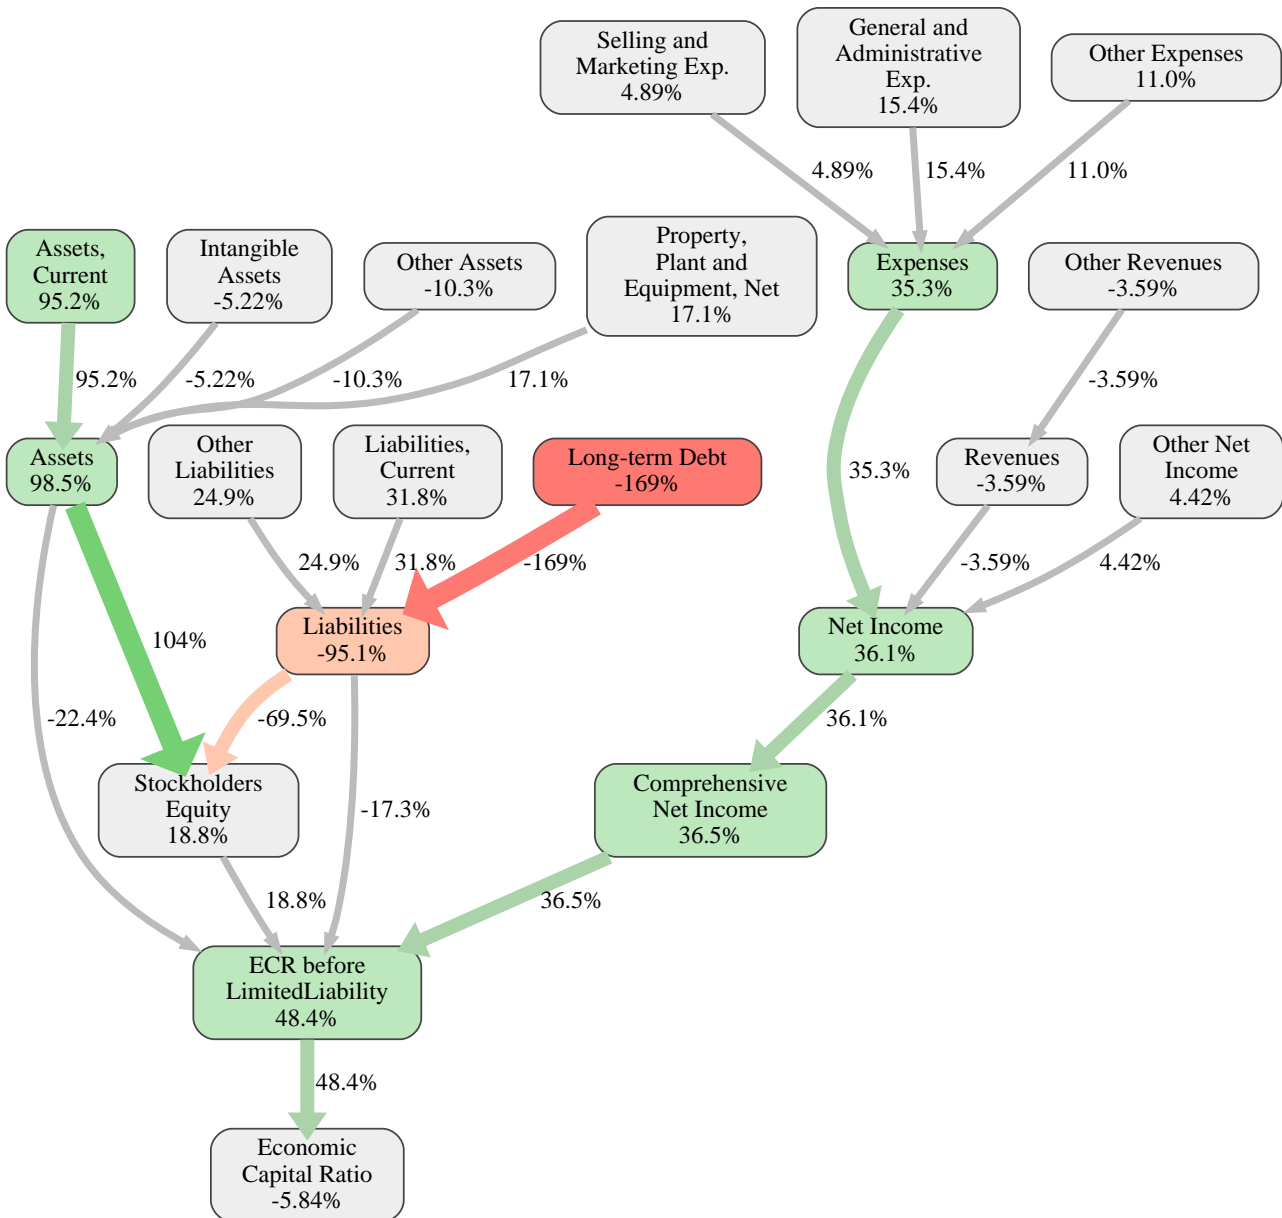 Selling and
Marketing Exp.
4.89%
General and
Administrative
Exp.
15.4%
Other Expenses
11.0%
4.89%
15.4%
11.0%
Assets,
Current
95.2%
Intangible
Assets
-5.22%
Other Assets
-10.3%
Property,
Plant and
Equipment, Net
17.1%
Expenses
35.3%
Other Revenues
-3.59%
95.2%
-5.22%
-10.3%
17.1%
-3.59%
Assets
98.5%
Other
Liabilities
24.9%
Liabilities,
Current
31.8%
Long-term Debt
-169%
35.3%
Revenues
-3.59%
Other Net
Income
4.42%
24.9%
31.8%
-169%
-3.59%
4.42%
104%
Liabilities
-95.1%
Net Income
36.1%
-22.4%
-69.5%
36.1%
Stockholders
Equity
18.8%
-17.3%
Comprehensive
Net Income
36.5%
18.8%
36.5%
ECR before
LimitedLiability
48.4%
48.4%
Economic
Capital Ratio
-5.84%